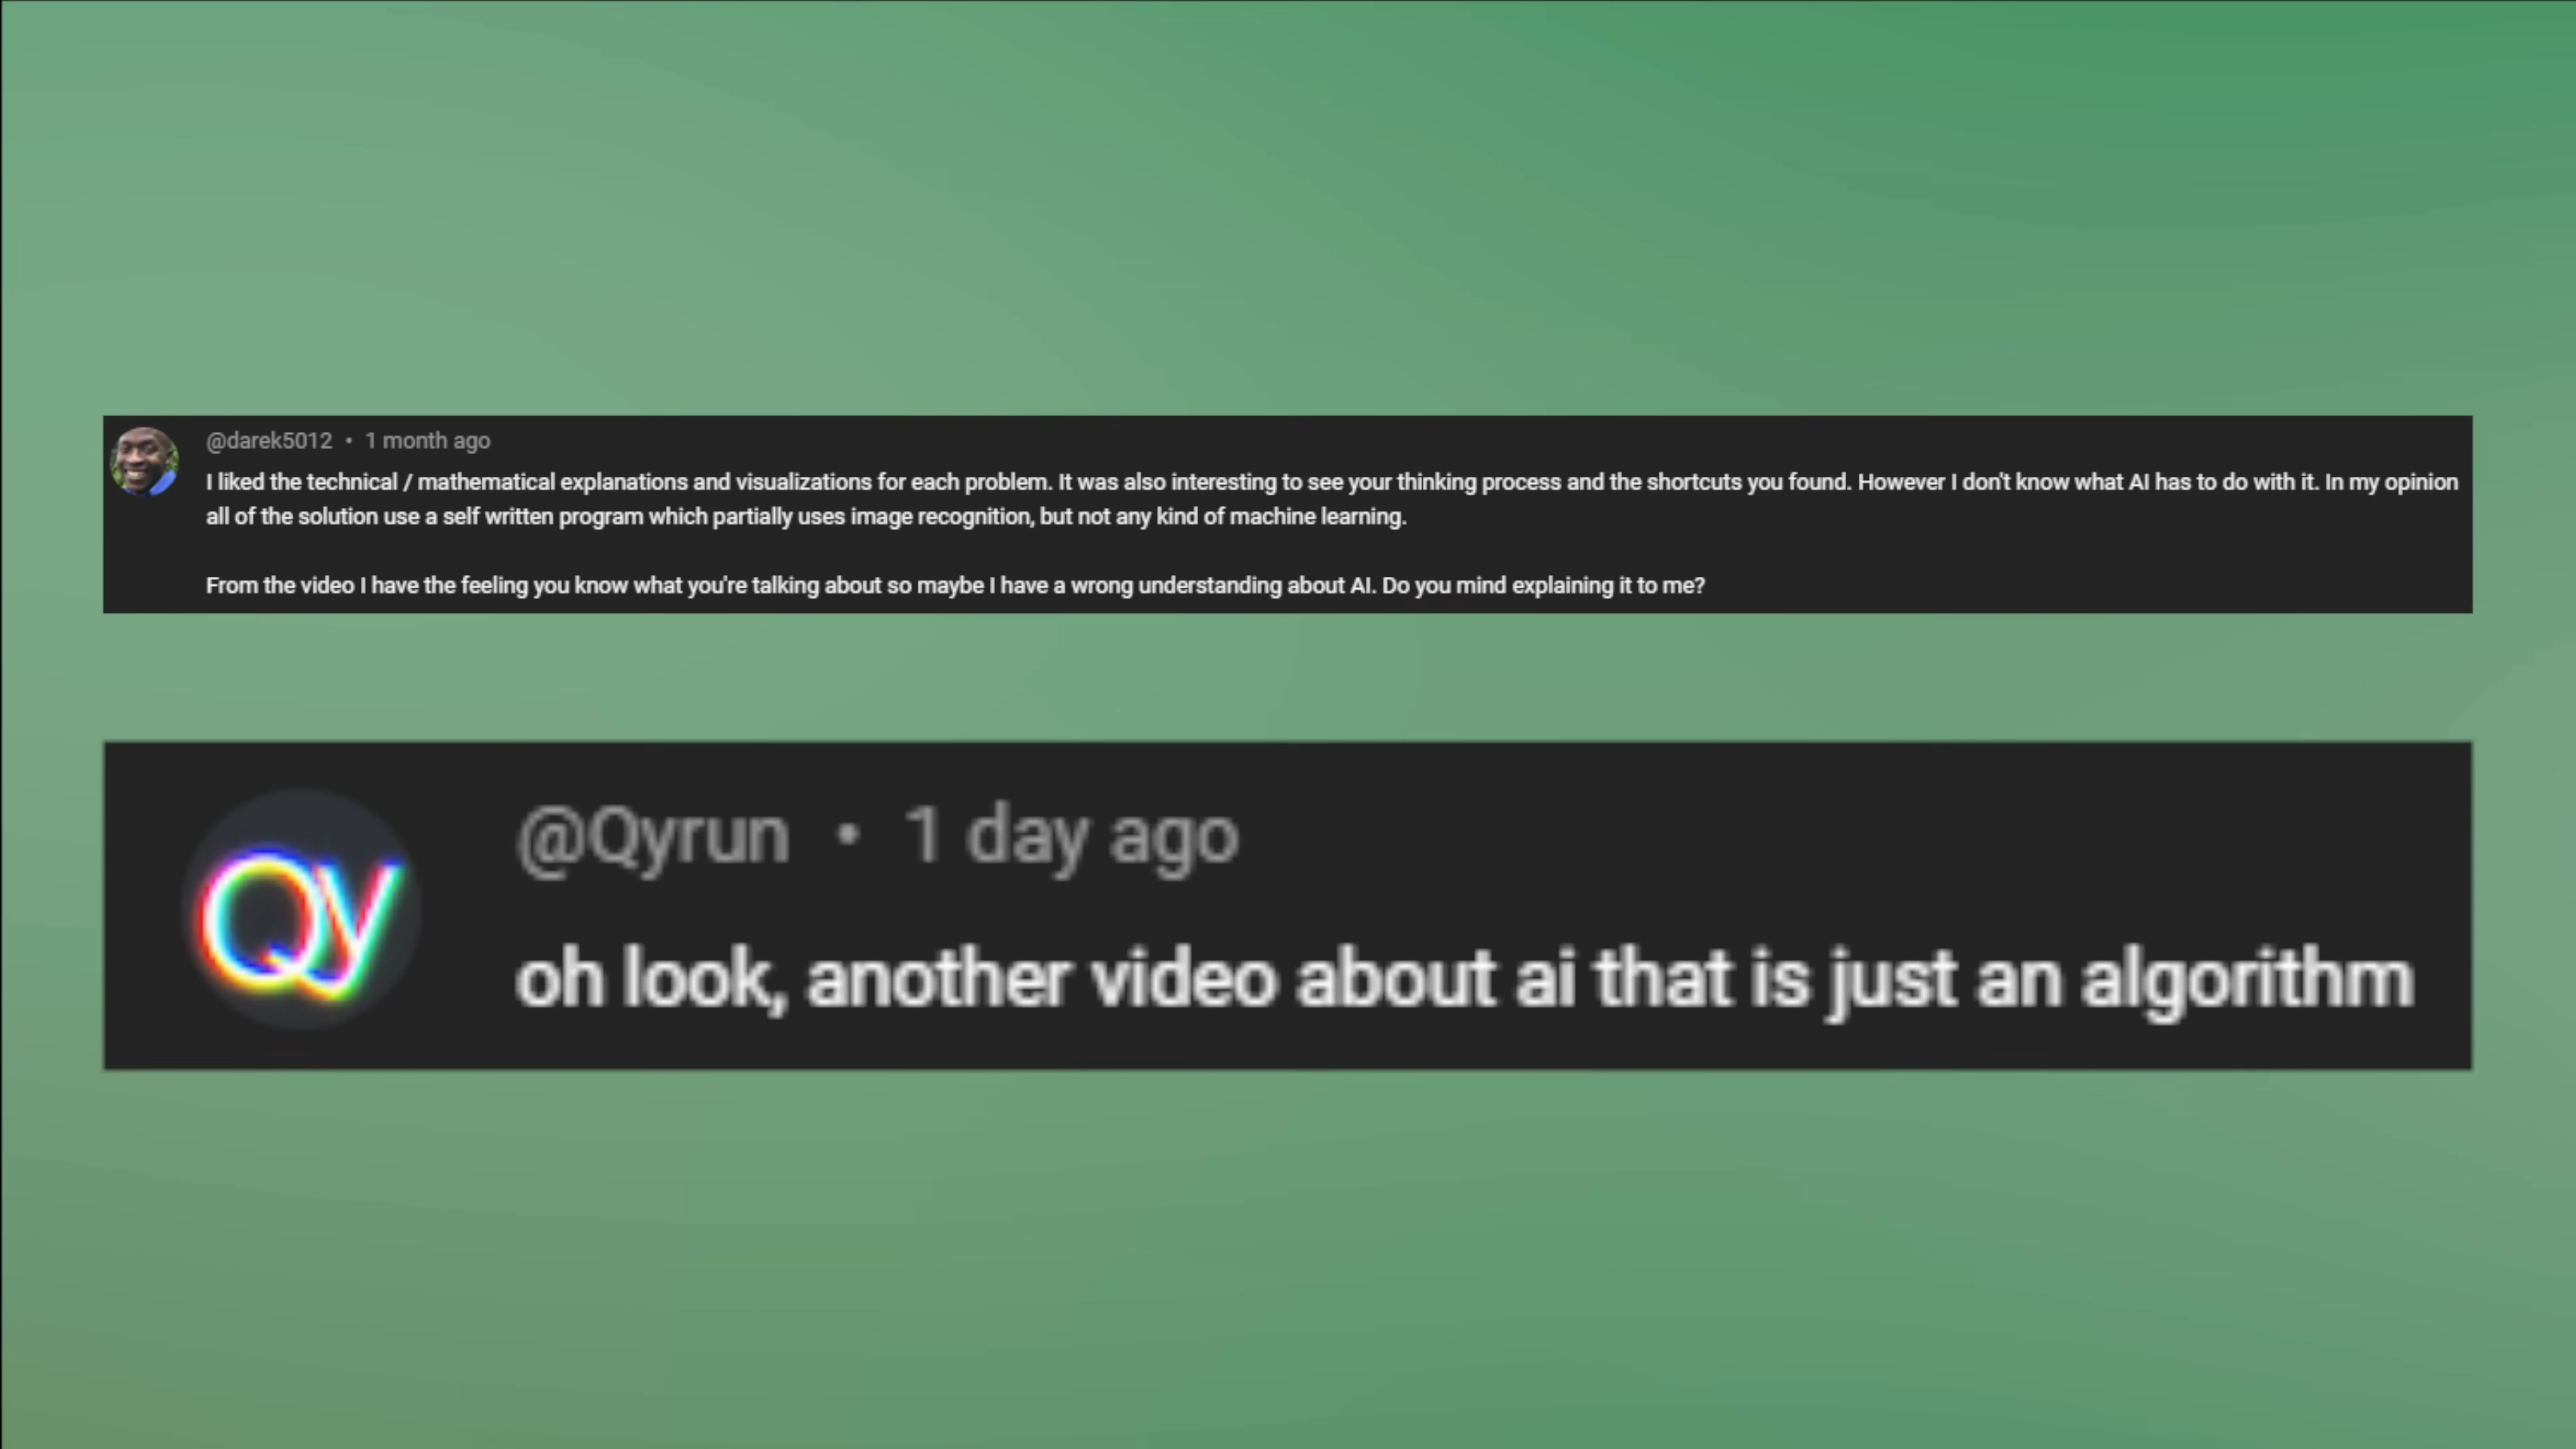 @darek5012 • 1 month ago
I liked the technical / mathematical explanations and visualizations for each problem. It was also interesting to see your thinking process and the shortcuts you found. However I don't know what AI has to do with it. In my opinion
all of the solution use a self written program which partially uses image recognition, but not any kind of machine learning.
From the video I have the feeling you know what you're talking about so maybe I have a wrong understanding about AI. Do you mind explaining it to me?
Qy
@Qyrun • 1 day ago
oh look, another video about ai that is just an algorithm